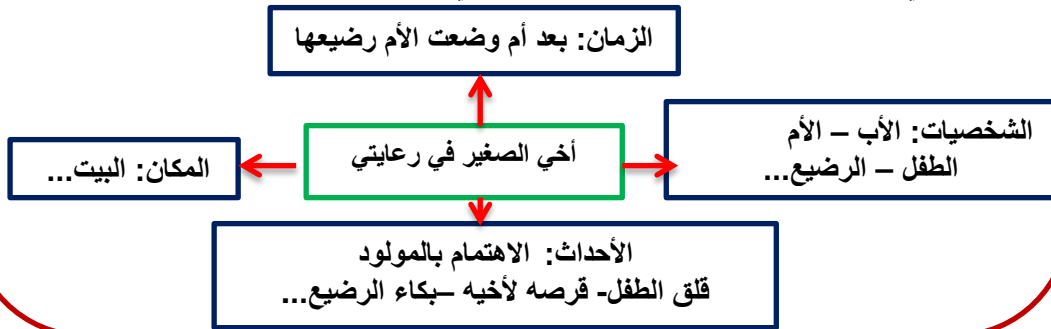 الزمان: بعد أم وضعت الأم رضيعها
الشخصيات: الأب – الأم
الطفل – الرضيع...
أخي الصغير في رعايتي
المكان: البيت...
الأحداث: الاهتمام بالمولود
قلق الطفل- قرصه لأخيه –بكاء الرضيع...